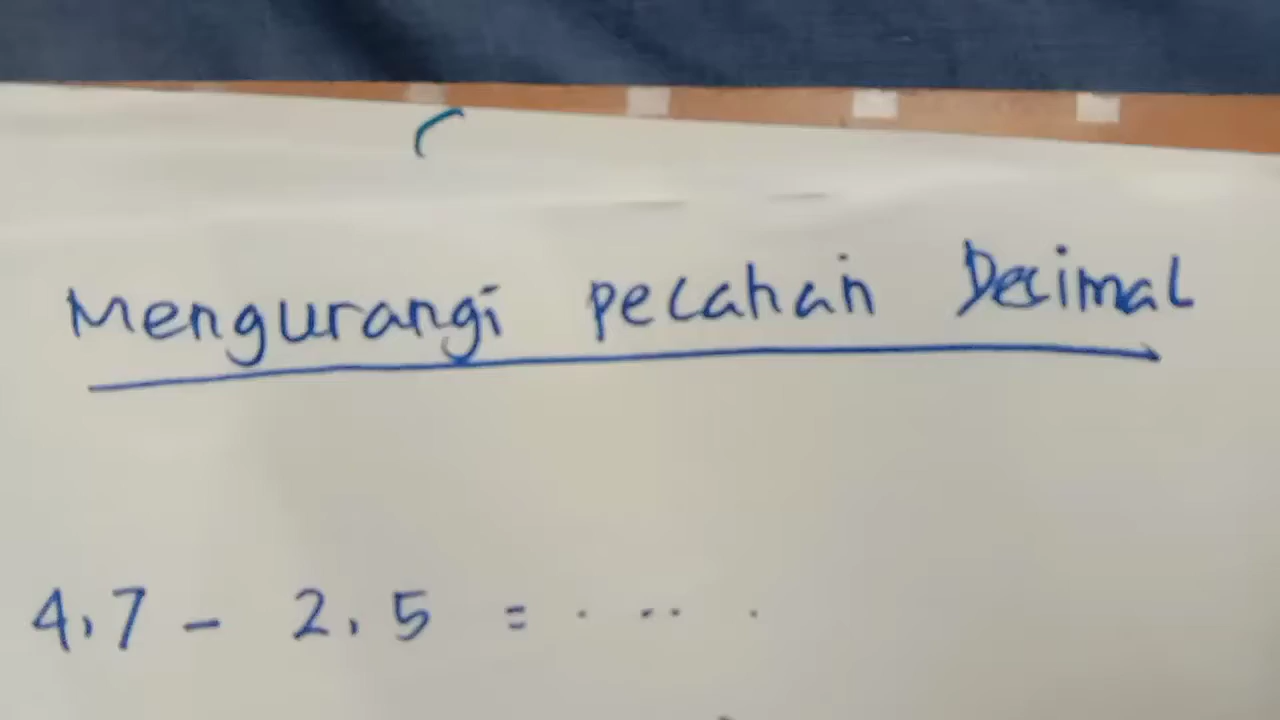 Mengurangi pecahan Desimal
4,7 - 2,5 = . . . .